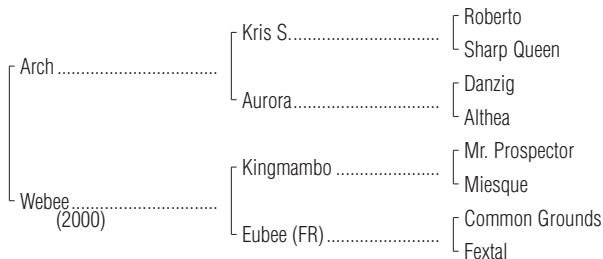 Roberto
Kris S.
Sharp Queen
Arch
Danzig
Aurora
Althea
Mr. Prospector
Kingmambo
Miesque
Webee
(2000)
Common Grounds
Eubee (FR)
Fextal